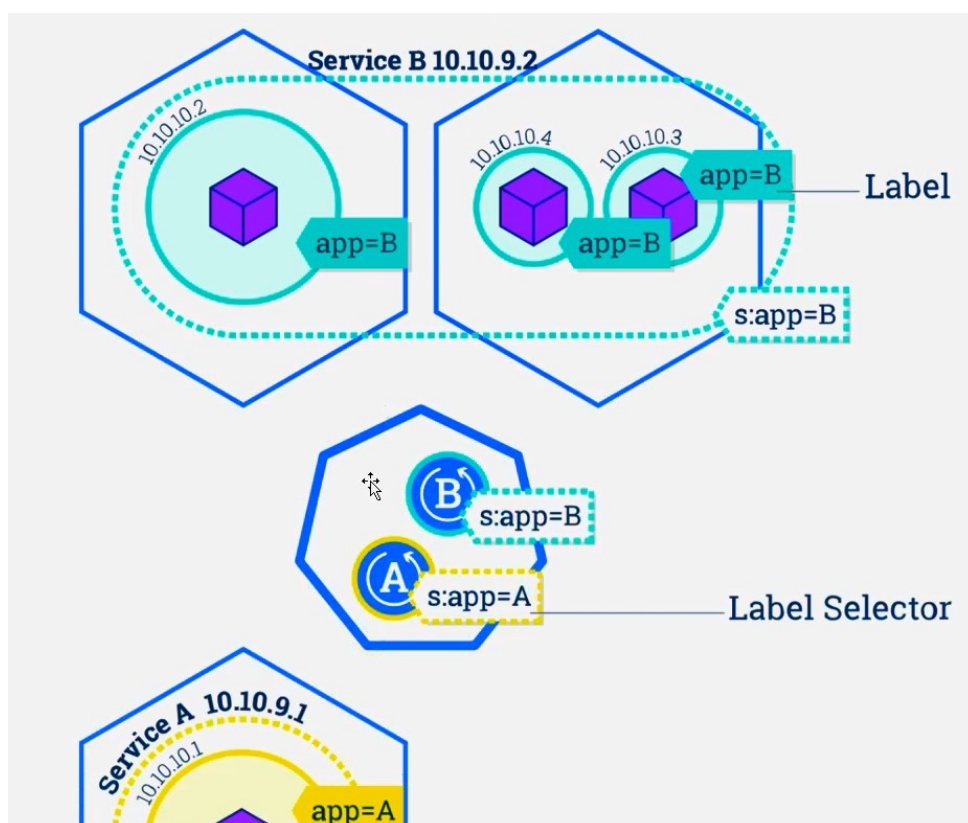 Service B 10.10.9.2
10.10.10.2
10.10.10.4
10.10.10.3
app=B
Label
app=B
app=B
s:app=B
B
s:app=B
A
s:app=A
Label Selector
Service A 10.10.9.1
10.10.10.1
app=A